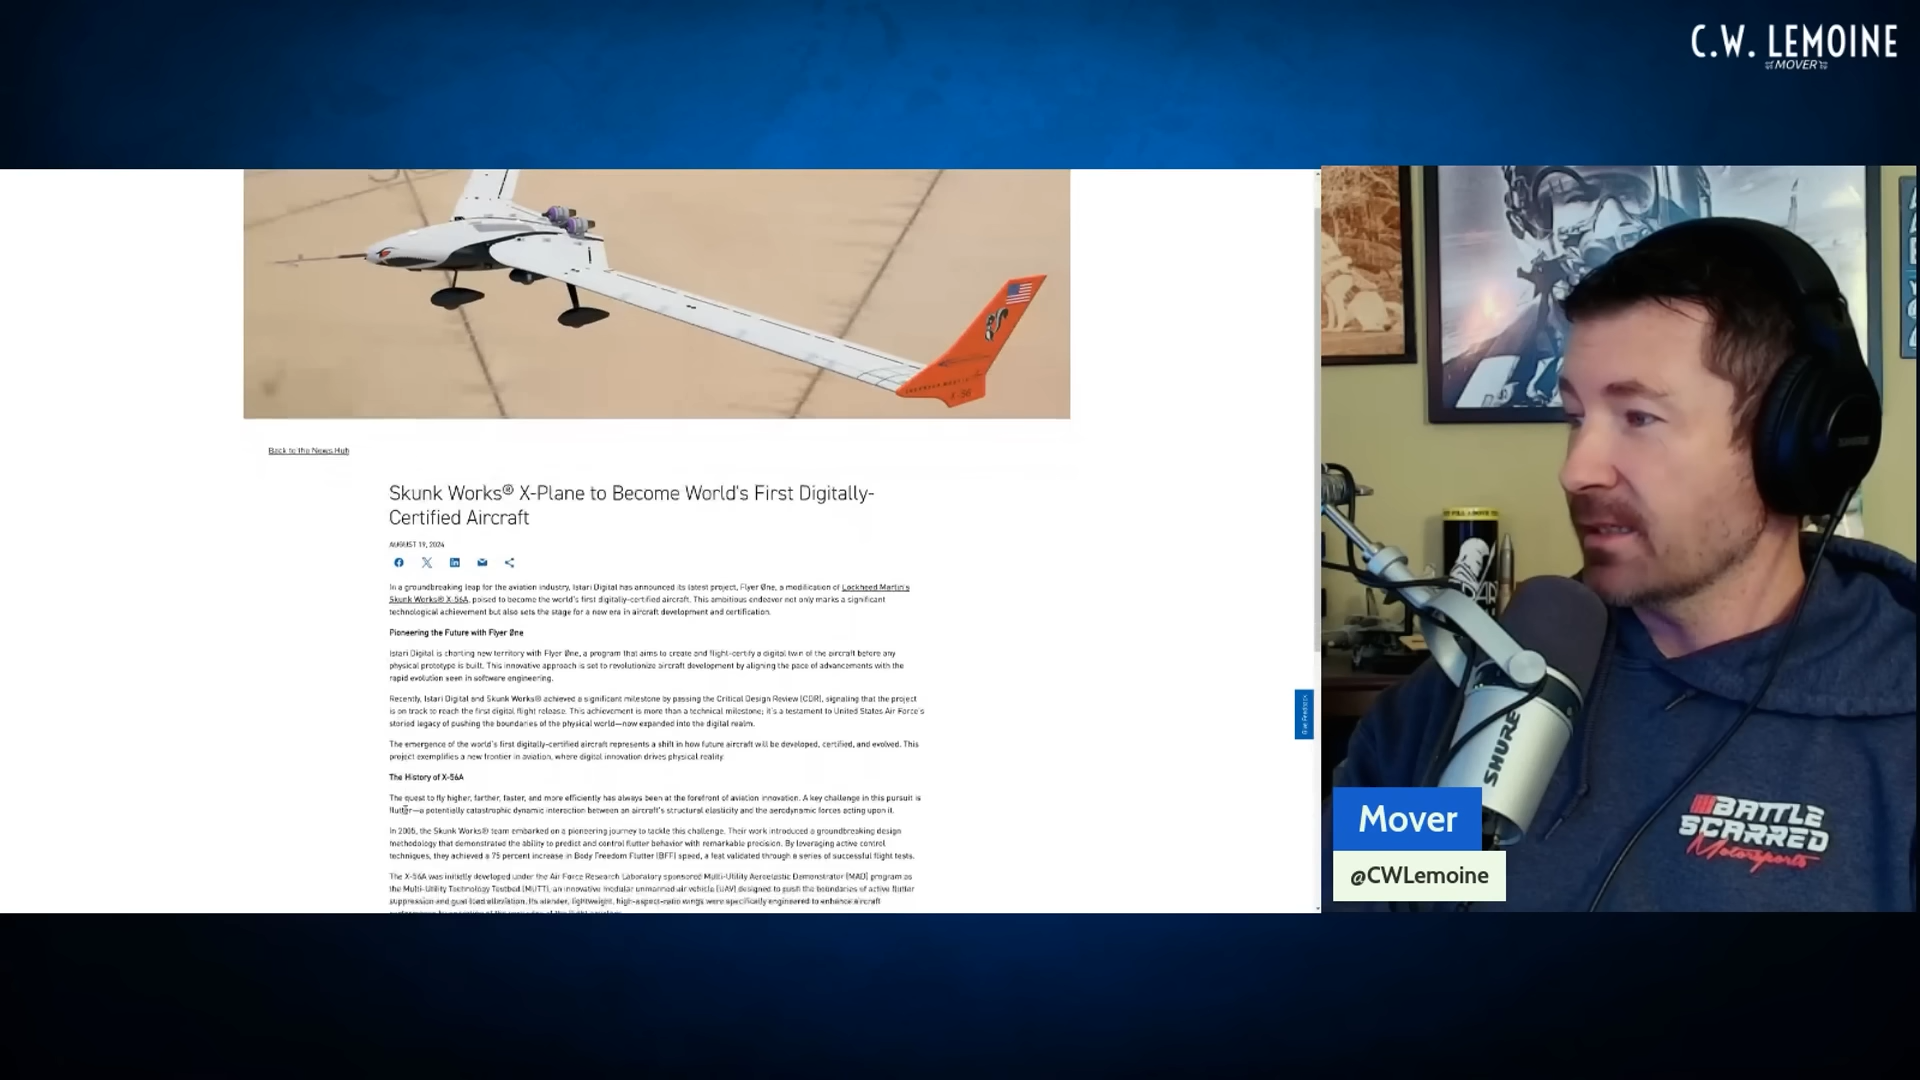 C.W. LEMOINE
MOVER
LOCKHEED MARTIN
X-56
Back to the News Hub
Skunk Works® X-Plane to Become World's First Digitally-
Certified Aircraft
AUGUST 19, 2024
In a groundbreaking leap for the aviation industry, Istari Digital has announced its latest project, Flyer Øne, a modification of Lockheed Martin's
Skunk Works® X-56A, poised to become the world's first digitally-certified aircraft. This ambitious endeavor not only marks a significant
technological achievement but also sets the stage for a new era in aircraft development and certification.
Pioneering the Future with Flyer Øne
Istari Digital is charting new territory with Flyer Øne, a program that aims to create and flight-certify a digital twin of the aircraft before any
physical prototype is built. This innovative approach is set to revolutionize aircraft development by aligning the pace of advancements with the
rapid evolution seen in software engineering.
Recently, Istari Digital and Skunk Works® achieved a significant milestone by passing the Critical Design Review (CDR), signaling that the project
is on track to reach the first digital flight release. This achievement is more than a technical milestone; it's a testament to United States Air Force's
storied legacy of pushing the boundaries of the physical world—now expanded into the digital realm.
The emergence of the world's first digitally-certified aircraft represents a shift in how future aircraft will be developed, certified, and evolved. This
project exemplifies a new frontier in aviation, where digital innovation drives physical reality.
The History of X-56A
The quest to fly higher, farther, faster, and more efficiently has always been at the forefront of aviation innovation. A key challenge in this pursuit is
flutter—a potentially catastrophic dynamic interaction between an aircraft's structural elasticity and the aerodynamic forces acting upon it.
In 2005, the Skunk Works® team embarked on a pioneering journey to tackle this challenge. Their work introduced a groundbreaking design
methodology that demonstrated the ability to predict and control flutter behavior with remarkable precision. By leveraging active control
techniques, they achieved a 75 percent increase in Body Freedom Flutter (BFF) speed, a feat validated through a series of successful flight tests.
The X-56A was initially developed under the Air Force Research Laboratory sponsored Multi-Utility Aeroelastic Demonstrator (MAD) program as
the Multi-Utility Technology Testbed (MUTT), an innovative modular unmanned air vehicle (UAV) designed to push the boundaries of active flutter
suppression and gust load alleviation. Its slender, lightweight, high-aspect-ratio wings were specifically engineered to enhance aircraft
Give Feedback
SHURE
BATTLE
SCARRED
Motorsports
Mover
@CWLemoine